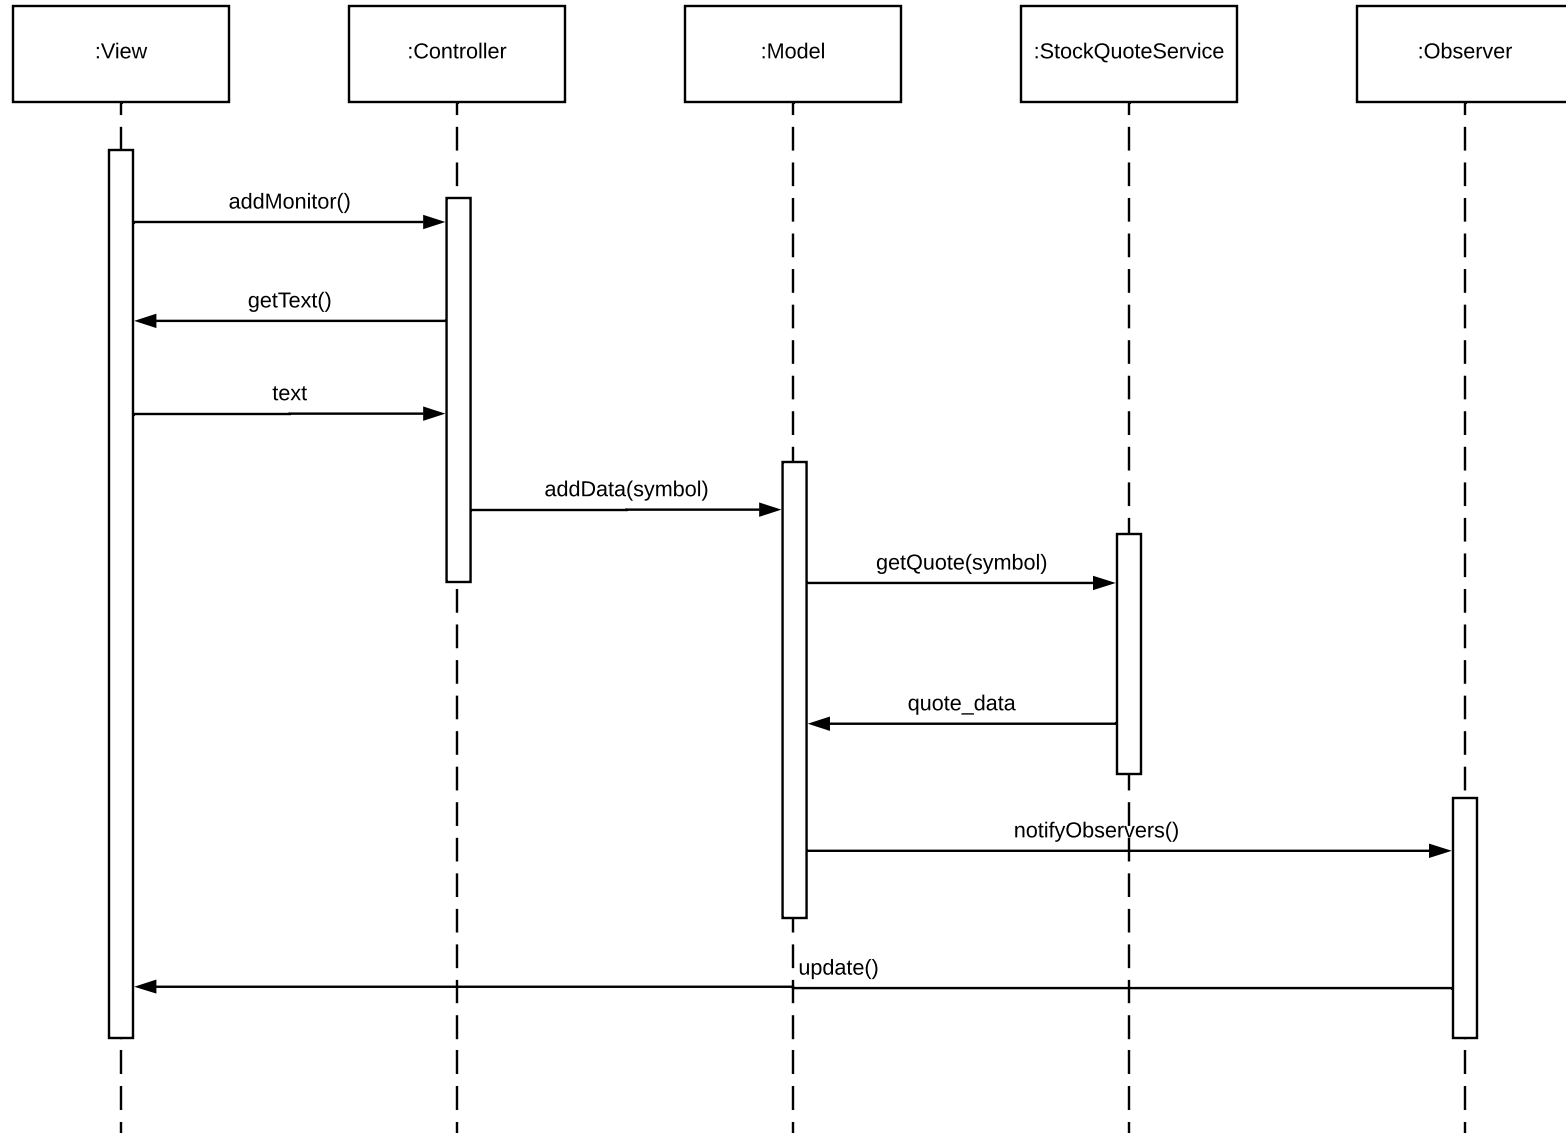 :View
:Controller
:Model
:StockQuoteService
:Observer
addMonitor()
getText()
text
addData(symbol)
getQuote(symbol)
quote_data
notifyObservers()
update()